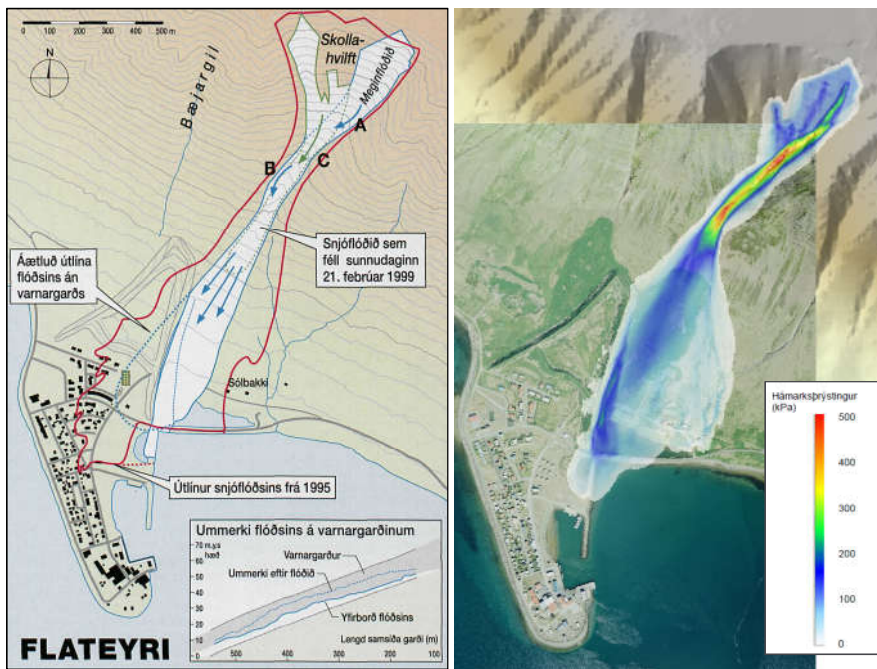 0 100 200 300 400 500 m
N
Skolla-
hvilft
Meginflóðið
Bæjargil
A
B
C
Snjóflóðið sem
féll sunnudaginn
21. febrúar 1999
Áætluð útlína
flóðsins án
varnargarðs
Sólbakki
Útlínur snjóflóðsins frá 1995
Ummerki flóðsins á varnargarðinum
70 m.y.s
hæð
60
50
40
30
20
10
0
Varnargarður
Ummerki eftir flóðið
Yfirborð flóðsins
Lengd samsíða garði (m)
500 400 300 200 100
FLATEYRI
Hámarksþrýstingur
(kPa)
500
400
300
200
100
0